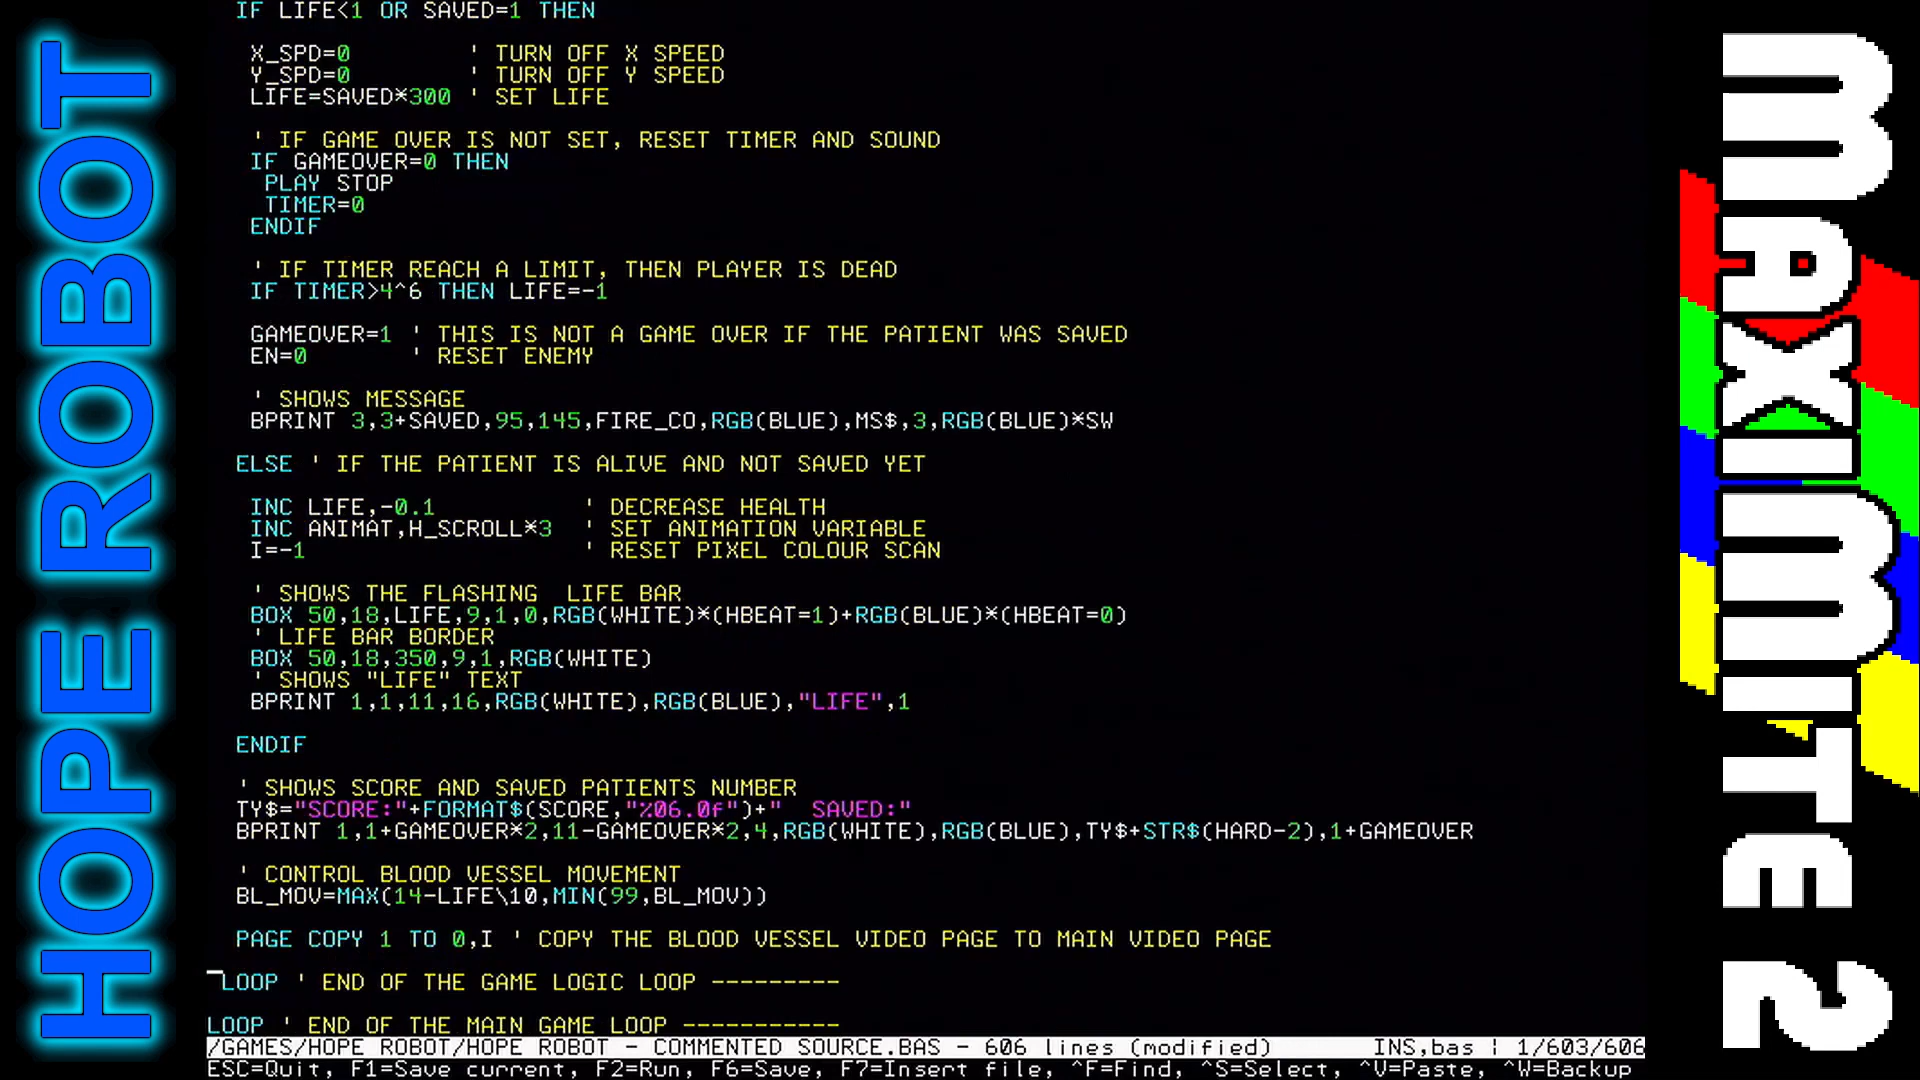 HOPE ROBOT
IF LIFE<1 OR SAVED=1 THEN
X_SPD=0 ' TURN OFF X SPEED
Y_SPD=0 ' TURN OFF Y SPEED
LIFE=SAVED*300 ' SET LIFE
' IF GAME OVER IS NOT SET, RESET TIMER AND SOUND
IF GAMEOVER=0 THEN
PLAY STOP
TIMER=0
ENDIF
' IF TIMER REACH A LIMIT, THEN PLAYER IS DEAD
IF TIMER>4^6 THEN LIFE=-1
GAMEOVER=1 ' THIS IS NOT A GAME OVER IF THE PATIENT WAS SAVED
EN=0 ' RESET ENEMY
' SHOWS MESSAGE
BPRINT 3,3+SAVED,95,145,FIRE_CO,RGB(BLUE),MS$,3,RGB(BLUE)*SW
ELSE ' IF THE PATIENT IS ALIVE AND NOT SAVED YET
INC LIFE,-0.1 ' DECREASE HEALTH
INC ANIMAT,H_SCROLL*3 ' SET ANIMATION VARIABLE
I=-1 ' RESET PIXEL COLOUR SCAN
' SHOWS THE FLASHING  LIFE BAR
BOX 50,18,LIFE,9,1,0,RGB(WHITE)*(HBEAT=1)+RGB(BLUE)*(HBEAT=0)
' LIFE BAR BORDER
BOX 50,18,350,9,1,RGB(WHITE)
' SHOWS "LIFE" TEXT
BPRINT 1,1,11,16,RGB(WHITE),RGB(BLUE),"LIFE",1
ENDIF
' SHOWS SCORE AND SAVED PATIENTS NUMBER
TY$="SCORE:"+FORMAT$(SCORE,"%06.0f")+"  SAVED:"
BPRINT 1,1+GAMEOVER*2,11-GAMEOVER*2,4,RGB(WHITE),RGB(BLUE),TY$+STR$(HARD-2),1+GAMEOVER
' CONTROL BLOOD VESSEL MOVEMENT
BL_MOV=MAX(14-LIFE\10,MIN(99,BL_MOV))
PAGE COPY 1 TO 0,I ' COPY THE BLOOD VESSEL VIDEO PAGE TO MAIN VIDEO PAGE
LOOP ' END OF THE GAME LOGIC LOOP ---------
LOOP ' END OF THE MAIN GAME LOOP -----------
/GAMES/HOPE ROBOT/HOPE ROBOT - COMMENTED SOURCE.BAS - 606 lines (modified) INS,bas ¦ 1/603/606
ESC=Quit, F1=Save current, F2=Run, F6=Save, F7=Insert file, ^F=Find, ^S=Select, ^V=Paste, ^W=Backup
MAXIMITE 2